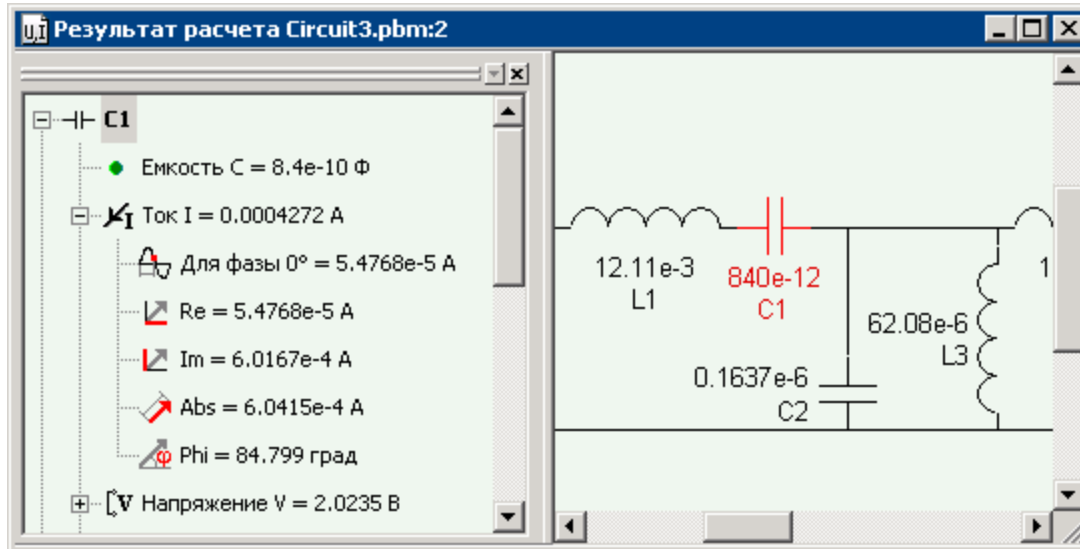 Результат расчета Circuit3.pbm:2
C1
Емкость C = 8.4e-10 Ф
Ток I = 0.0004272 А
Для фазы 0° = 5.4768e-5 А
Re = 5.4768e-5 А
Im = 6.0167e-4 А
Abs = 6.0415e-4 А
Phi = 84.799 град
Напряжение V = 2.0235 В
12.11e-3
L1
840e-12
C1
1
62.08e-6
L3
0.1637e-6
C2